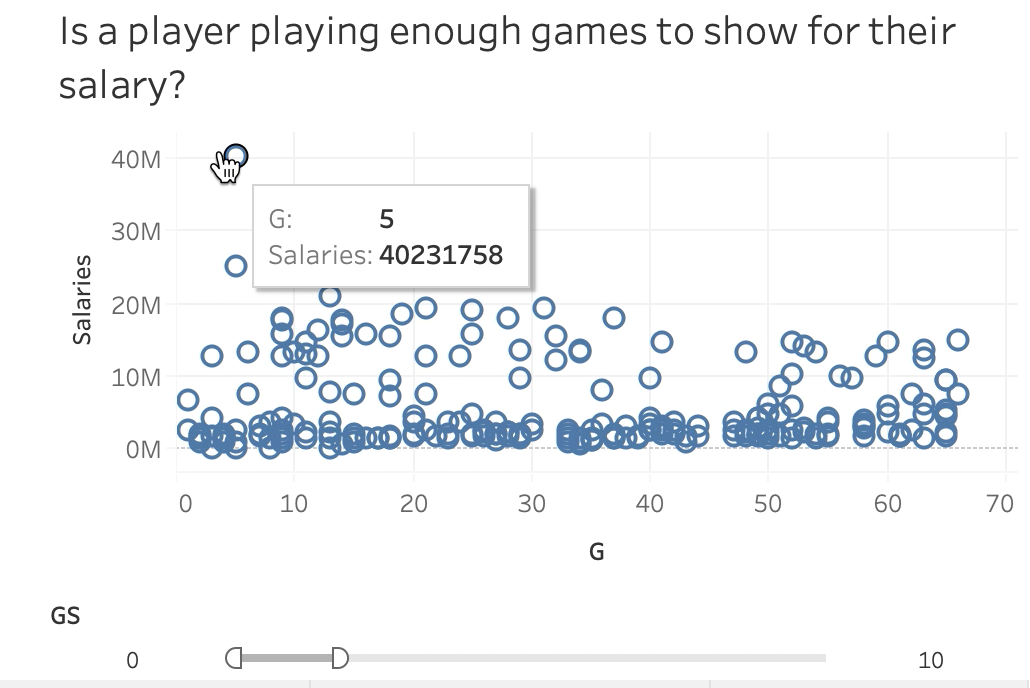 Is a player playing enough games to show for their
salary?
40M
30M
20M
10M
0M
Salaries
G: 5
Salaries: 40231758
0 10 20 30 40 50 60 70
G
GS
0 10